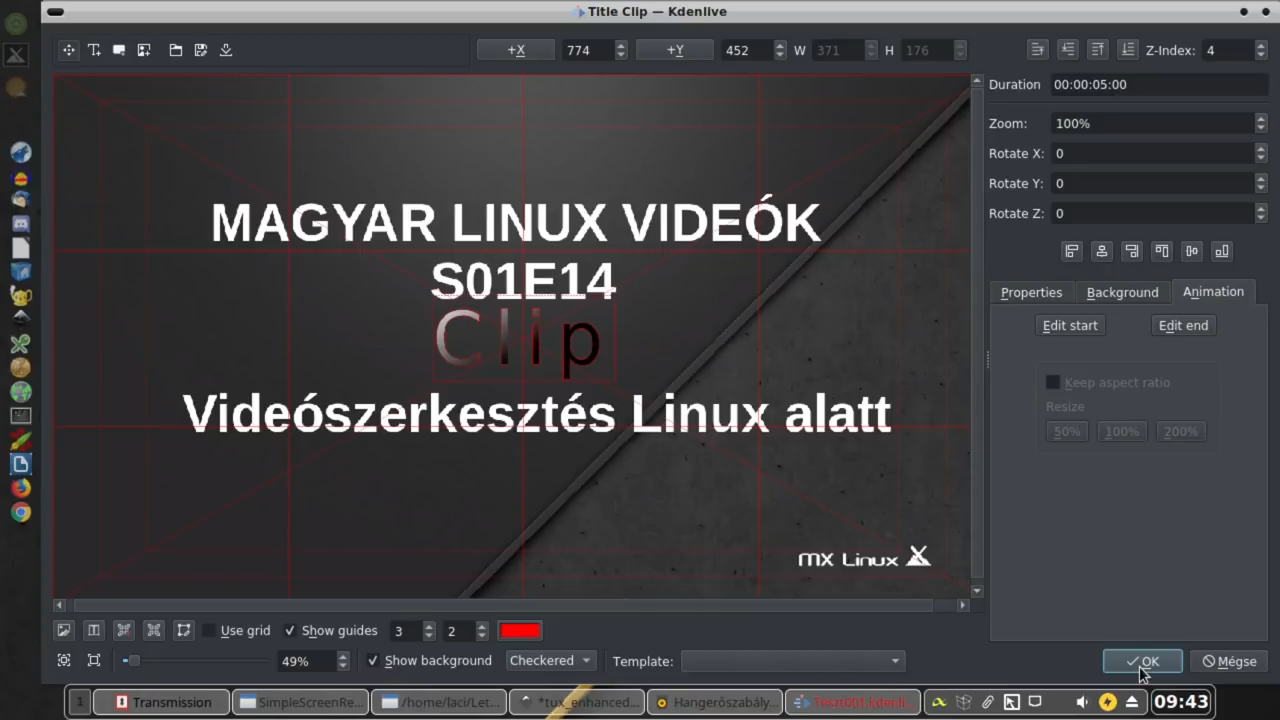 Title Clip — Kdenlive
+X 774 +Y 452 W 371 H 176 Z-Index: 4
Duration 00:00:05:00
Zoom: 100%
Rotate X: 0
Rotate Y: 0
Rotate Z: 0
MAGYAR LINUX VIDEÓK
S01E14
Clip
Videószerkesztés Linux alatt
MX Linux
Properties Background Animation
Edit start Edit end
Keep aspect ratio
Resize
50% 100% 200%
Use grid Show guides 3 2
49% Show background Checkered Template: OK Mégse
1 Transmission SimpleScreenRe... /home/laci/Let... *tux_enhanced... Hangerőszabály... Teszt001.kdenli... 09:43